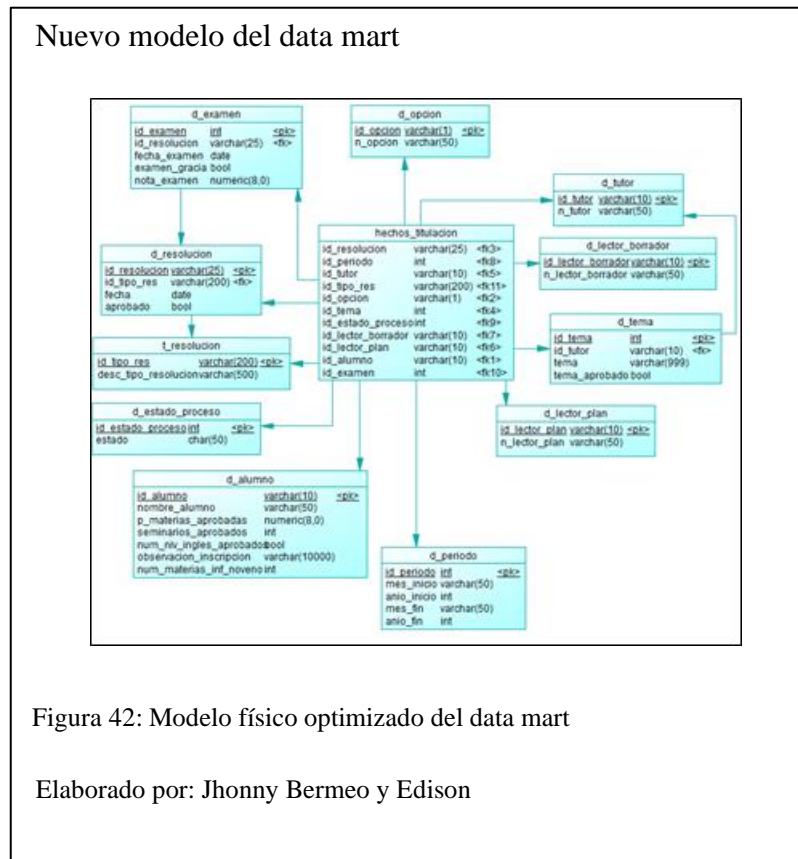 Nuevo modelo del data mart
d_examen
id_examen int <pk>
id_resolucion varchar(25) <fk>
fecha_examen date
examen_gracia bool
nota_examen numeric(8,0)
d_opcion
id_opcion varchar(1) <pk>
n_opcion varchar(50)
d_tutor
id_tutor varchar(10) <pk>
n_tutor varchar(50)
hechos_titulacion
id_resolucion varchar(25) <fk3>
id_periodo int <fk8>
id_tutor varchar(10) <fk5>
id_tipo_res varchar(200) <fk11>
id_opcion varchar(1) <fk2>
id_tema int <fk4>
id_estado_proceso int <fk9>
id_lector_borrador varchar(10) <fk7>
id_lector_plan varchar(10) <fk6>
id_alumno varchar(10) <fk1>
id_examen int <fk10>
d_lector_borrador
id_lector_borrador varchar(10) <pk>
n_lector_borrador varchar(50)
d_resolucion
id_resolucion varchar(25) <pk>
id_tipo_res varchar(200) <fk>
fecha date
aprobado bool
d_tema
id_tema int <pk>
id_tutor varchar(10) <fk>
tema varchar(999)
tema_aprobado bool
t_resolucion
id_tipo_res varchar(200) <pk>
desc_tipo_resolucion varchar(500)
d_estado_proceso
id_estado_proceso int <pk>
estado char(50)
d_lector_plan
id_lector_plan varchar(10) <pk>
n_lector_plan varchar(50)
d_alumno
id_alumno varchar(10) <pk>
nombre_alumno varchar(50)
p_materias_aprobadas numeric(8,0)
seminarios_aprobados int
num_niv_ingles_aprobados bool
observacion_inscripcion varchar(10000)
num_materias_inf_noveno int
d_periodo
id_periodo int <pk>
mes_inicio varchar(50)
anio_inicio int
mes_fin varchar(50)
anio_fin int
Figura 42: Modelo físico optimizado del data mart
Elaborado por: Jhonny Bermeo y Edison